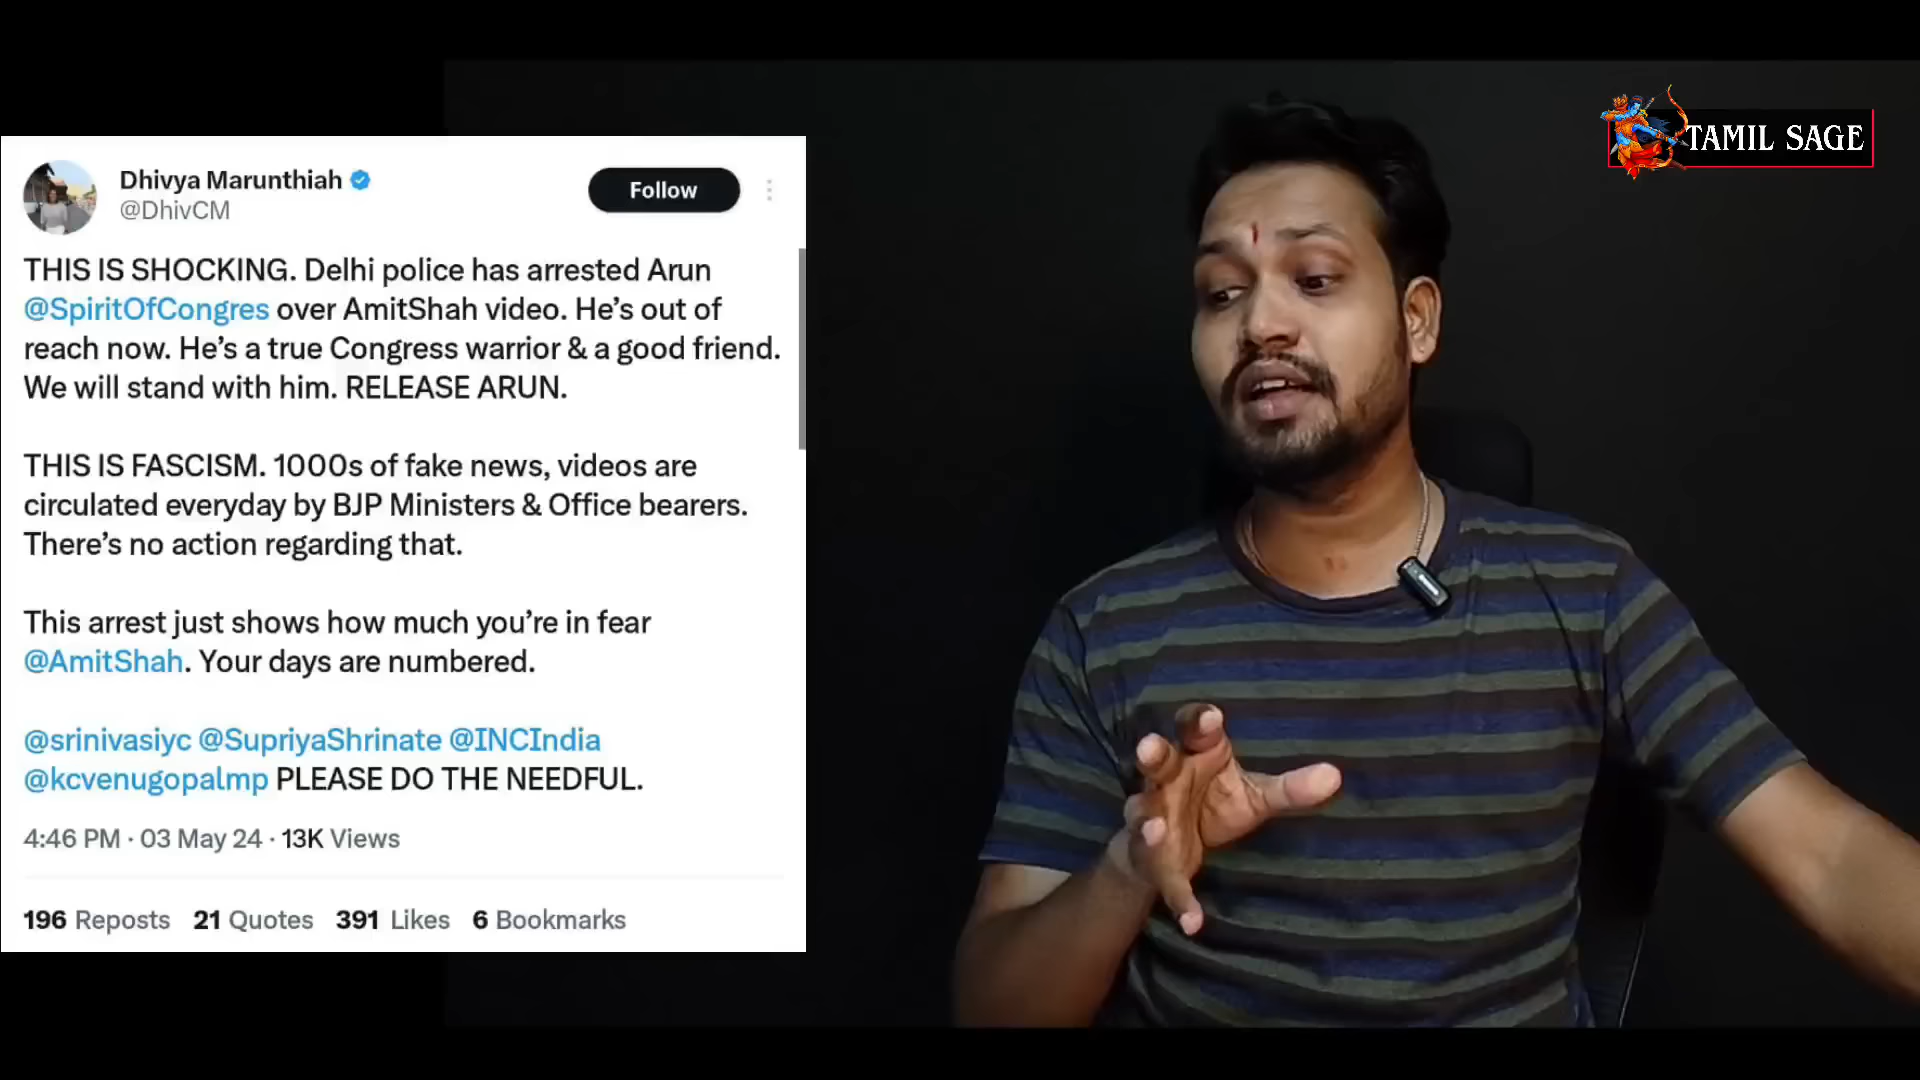 Dhivya Marunthiah
@DhivCM
Follow
THIS IS SHOCKING. Delhi police has arrested Arun
@SpiritOfCongres over AmitShah video. He's out of
reach now. He's a true Congress warrior & a good friend.
We will stand with him. RELEASE ARUN.
THIS IS FASCISM. 1000s of fake news, videos are
circulated everyday by BJP Ministers & Office bearers.
There's no action regarding that.
This arrest just shows how much you're in fear
@AmitShah. Your days are numbered.
@srinivasiyc @SupriyaShrinate @INCIndia
@kcvenugopalmp PLEASE DO THE NEEDFUL.
4:46 PM · 03 May 24 · 13K Views
196 Reposts 21 Quotes 391 Likes 6 Bookmarks
TAMIL SAGE